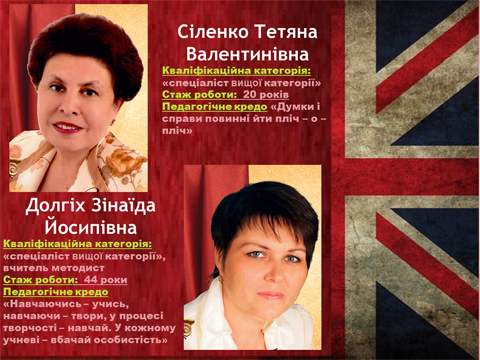 Сіленко Тетяна
Валентинівна
Кваліфікаційна категорія:
«спеціаліст вищої категорії»
Стаж роботи:  20 років
Педагогічне кредо «Думки і
справи повинні йти пліч – о –
пліч»
Долгіх Зінаїда
Йосипівна
Кваліфікаційна категорія:
«спеціаліст вищої категорії»,
вчитель методист
Стаж роботи:  44 роки
Педагогічне кредо
«Навчаючись – учись,
навчаючи – твори, у процесі
творчості – навчай. У кожному
учневі – вбачай особистість»